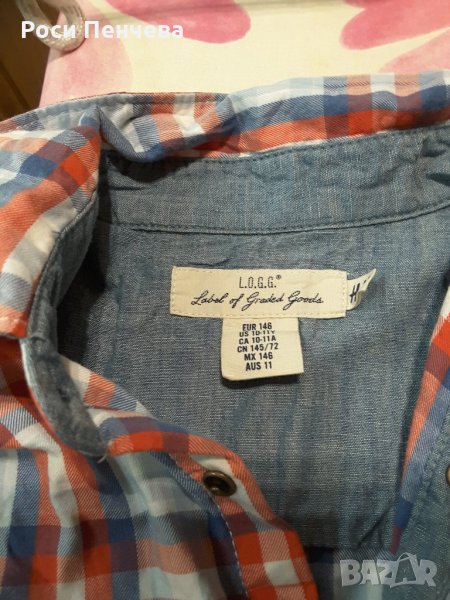 Роси Пенчева
L.O.G.G.®
Label of Graded Goods
H
EUR 146
US 10-11Y
CA 10-11A
CN 145/72
MX 146
AUS 11
BAZAR